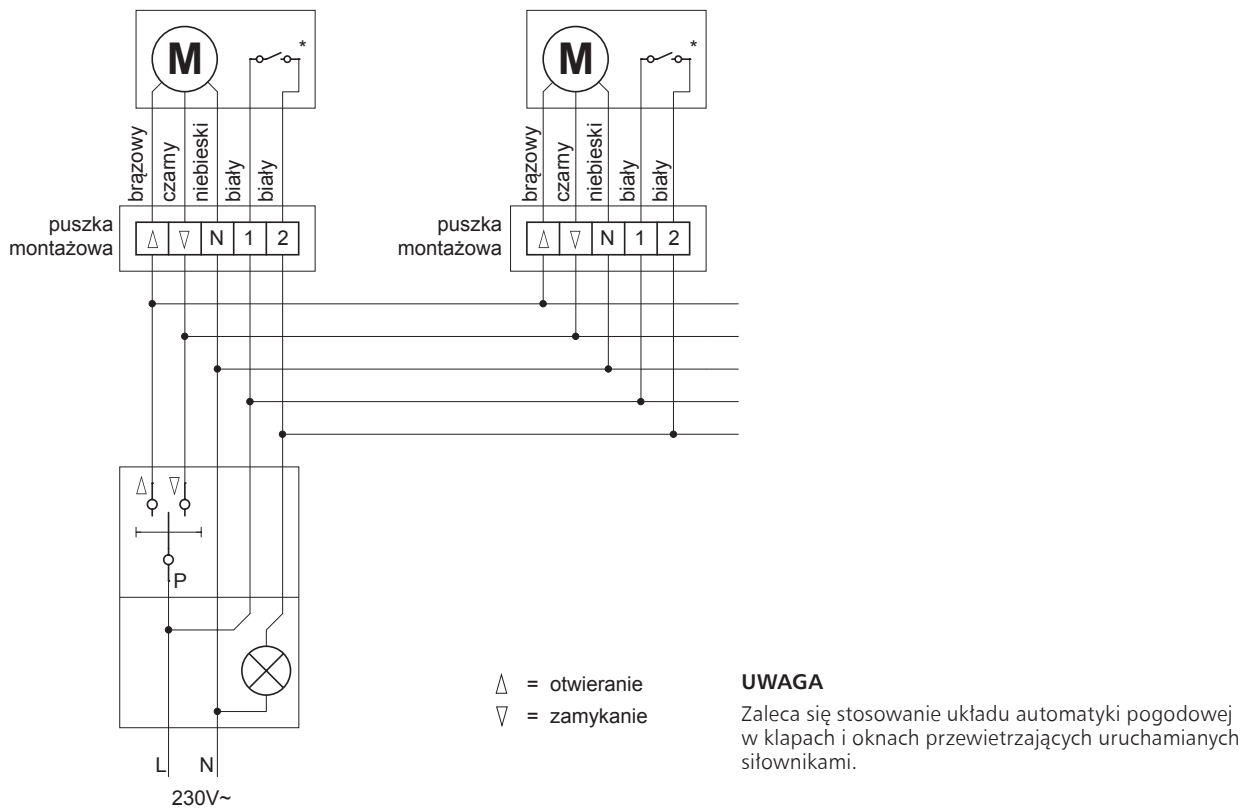 M
*
M
*
brązowy
czarny
niebieski
biały
biały
brązowy
czarny
niebieski
biały
biały
puszka
montażowa
△ ▽ N 1 2
puszka
montażowa
△ ▽ N 1 2
△ ▽
P
L N
230V~
△ = otwieranie
▽ = zamykanie
UWAGA
Zaleca się stosowanie układu automatyki pogodowej
w klapach i oknach przewietrzających uruchamianych
siłownikami.